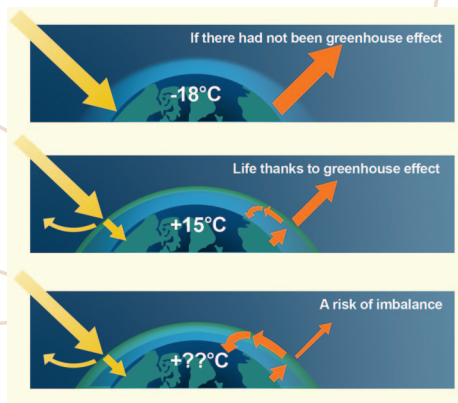 If there had not been greenhouse effect
-18°C
Life thanks to greenhouse effect
+15°C
A risk of imbalance
+??°C